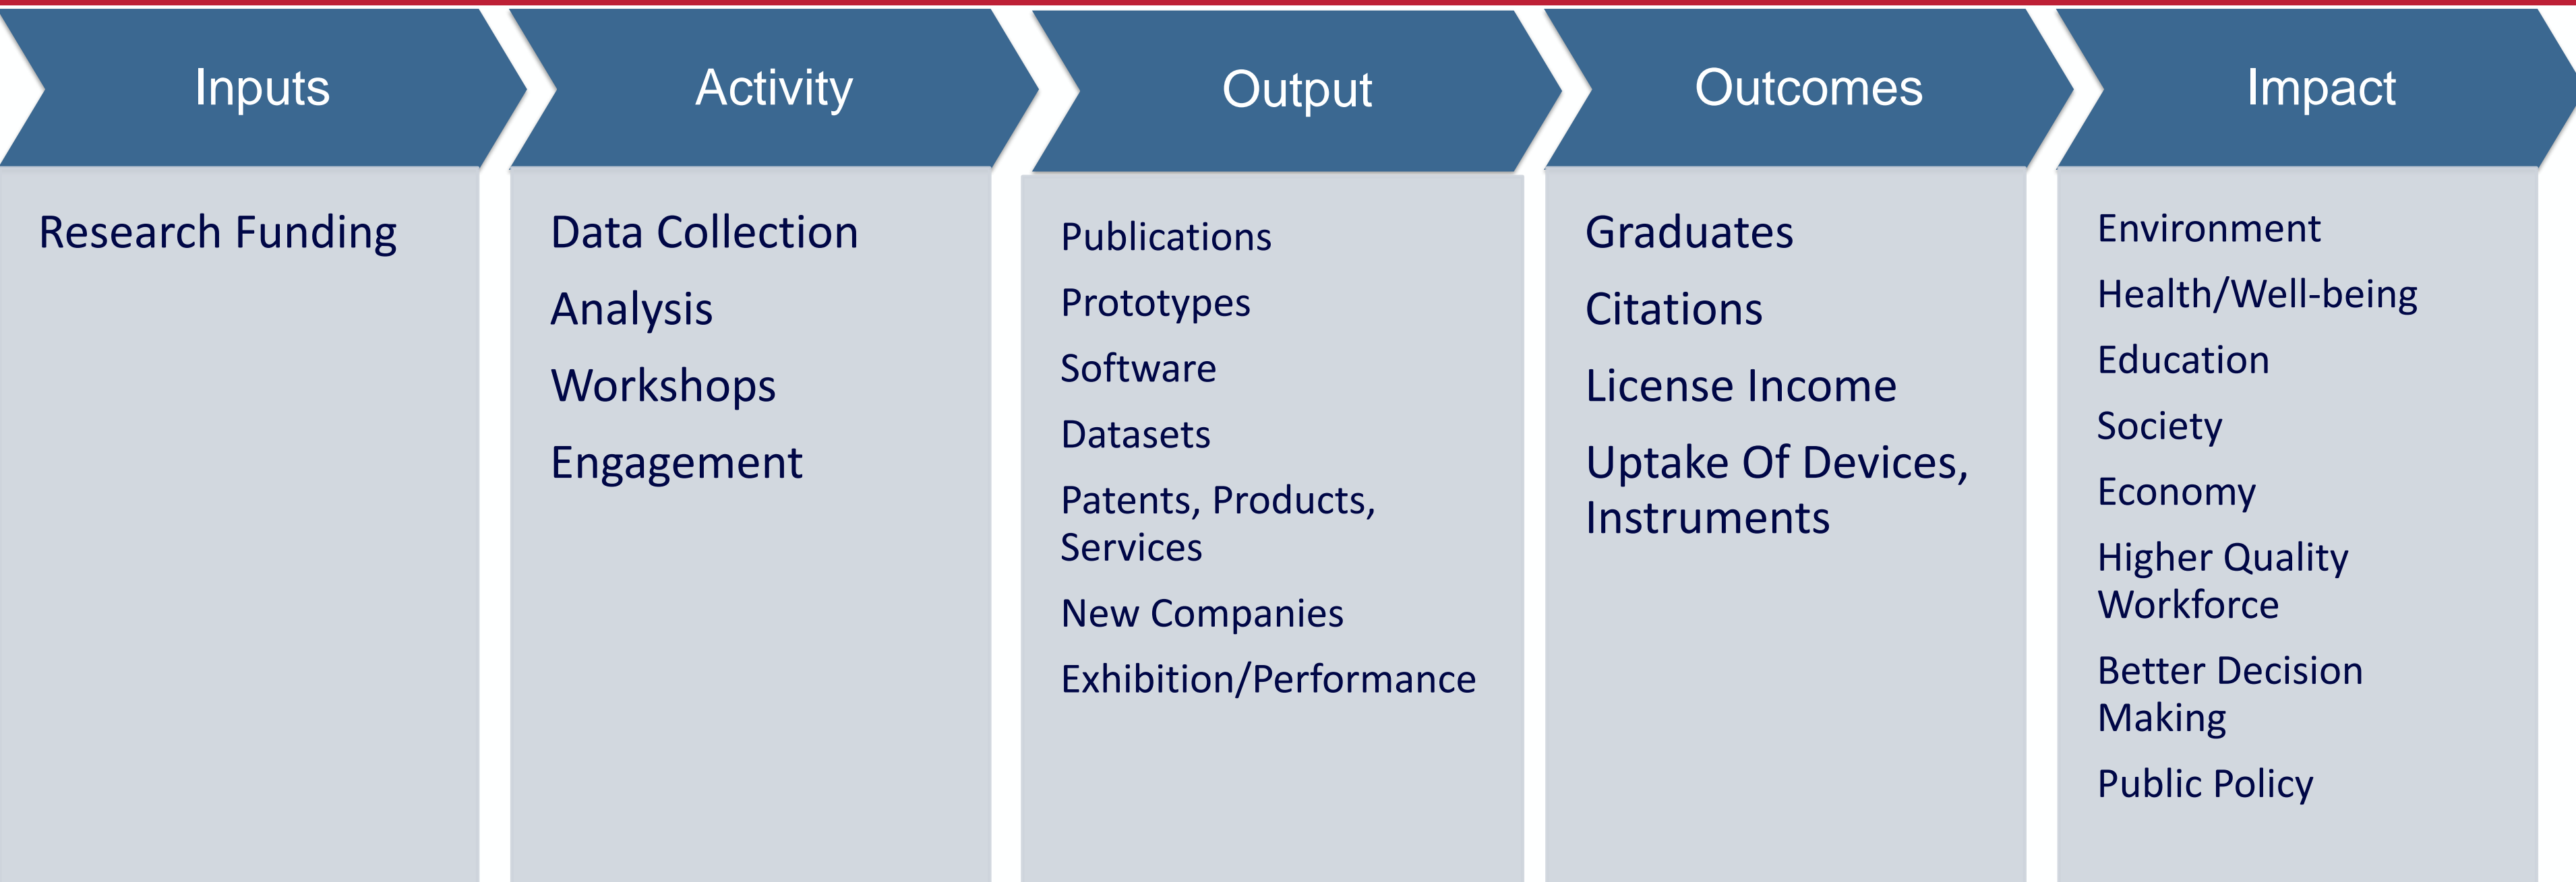 Inputs
Activity
Output
Outcomes
Impact
Research Funding
Data Collection
Analysis
Workshops
Engagement
Publications
Prototypes
Software
Datasets
Patents, Products,
Services
New Companies
Exhibition/Performance
Graduates
Citations
License Income
Uptake Of Devices,
Instruments
Environment
Health/Well-being
Education
Society
Economy
Higher Quality
Workforce
Better Decision
Making
Public Policy